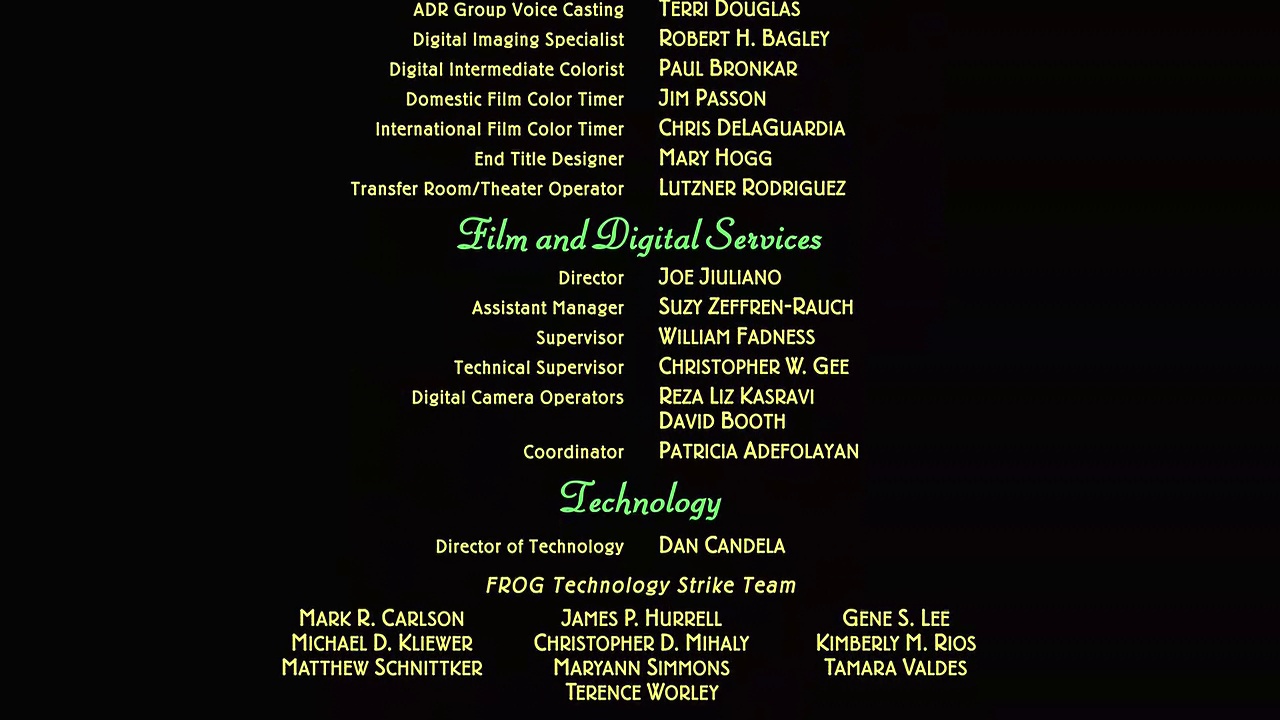 ADR Group Voice Casting Terri Douglas
Digital Imaging Specialist Robert H. Bagley
Digital Intermediate Colorist Paul Bronkar
Domestic Film Color Timer Jim Passon
International Film Color Timer Chris DeLaGuardia
End Title Designer Mary Hogg
Transfer Room/Theater Operator Lutzner Rodriguez
Film and Digital Services
Director Joe Jiuliano
Assistant Manager Suzy Zeffren-Rauch
Supervisor William Fadness
Technical Supervisor Christopher W. Gee
Digital Camera Operators Reza Liz Kasravi
David Booth
Coordinator Patricia Adefolayan
Technology
Director of Technology Dan Candela
FROG Technology Strike Team
Mark R. Carlson James P. Hurrell Gene S. Lee
Michael D. Kliewer Christopher D. Mihaly Kimberly M. Rios
Matthew Schnittker Maryann Simmons Tamara Valdes
Terence Worley